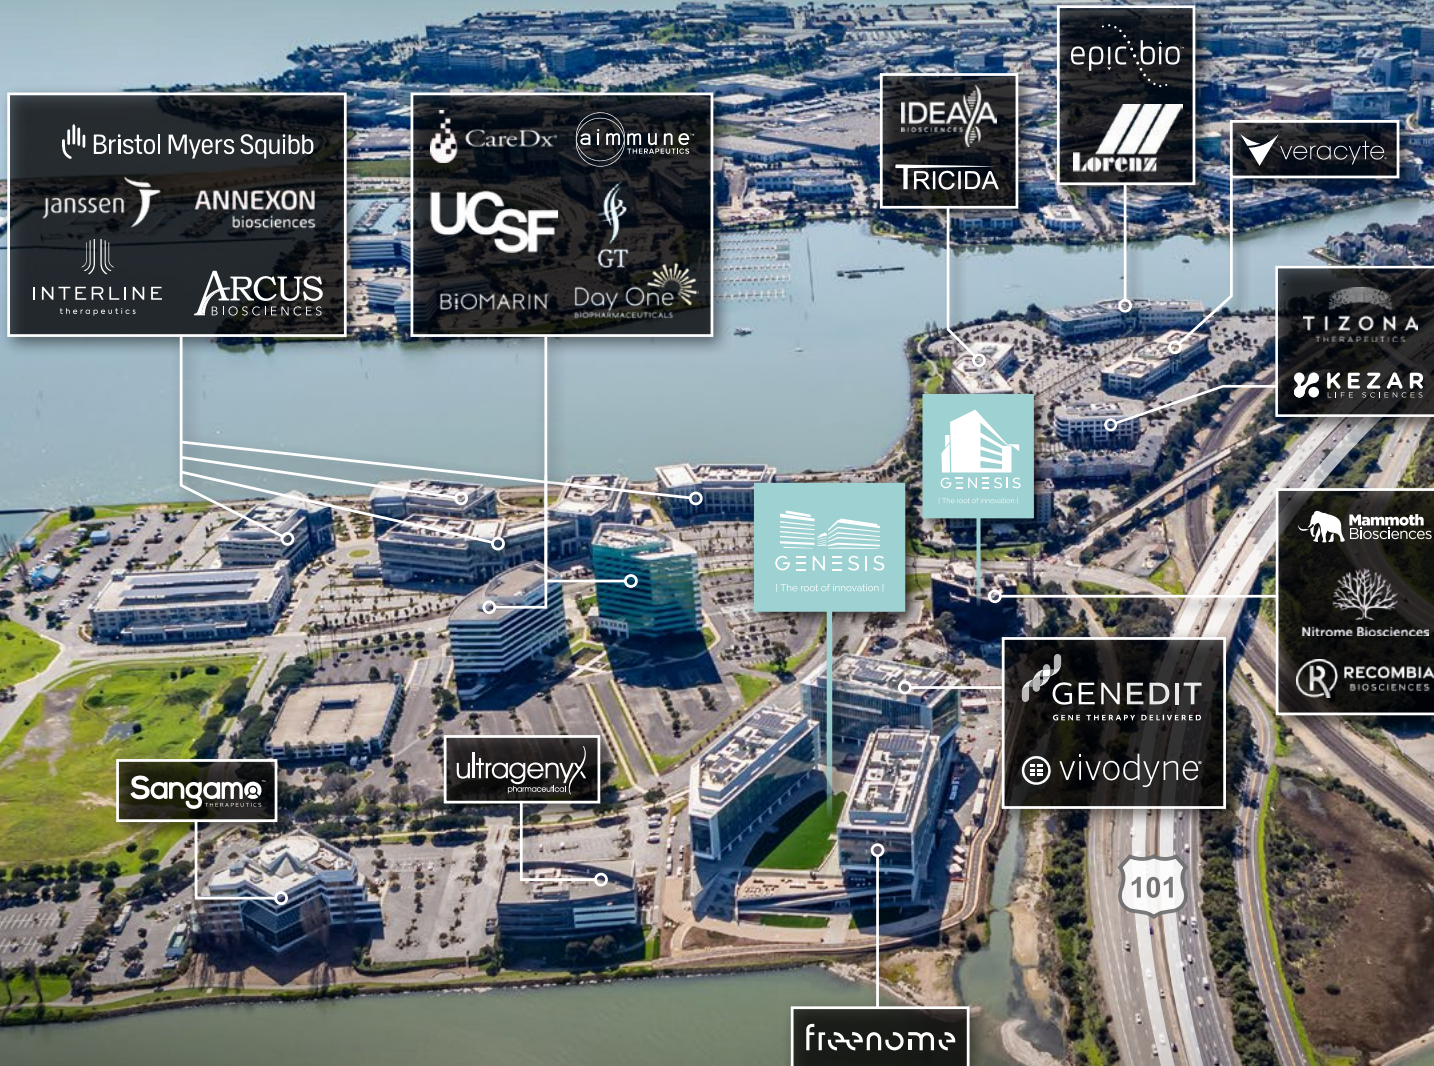 Bristol Myers Squibb
janssen
ANNEXON
biosciences
INTERLINE
therapeutics
ARCUS
BIOSCIENCES
CareDx
aimmune
THERAPEUTICS
UCSF
GT
BIOMARIN
Day One
BIOPHARMACEUTICALS
IDEAYA
BIOSCIENCES
TRICIDA
epic bio
Lorenz
veracyte
TIZONA
THERAPEUTICS
KEZAR
LIFE SCIENCES
GENESIS
| The root of innovation |
GENESIS
| The root of innovation |
Mammoth
Biosciences
Nitrome Biosciences
R
RECOMBIA
BIOSCIENCES
GENEDIT
GENE THERAPY DELIVERED
vivodyne
Sangamo
THERAPEUTICS
ultragenyx
pharmaceutical
101
freenome